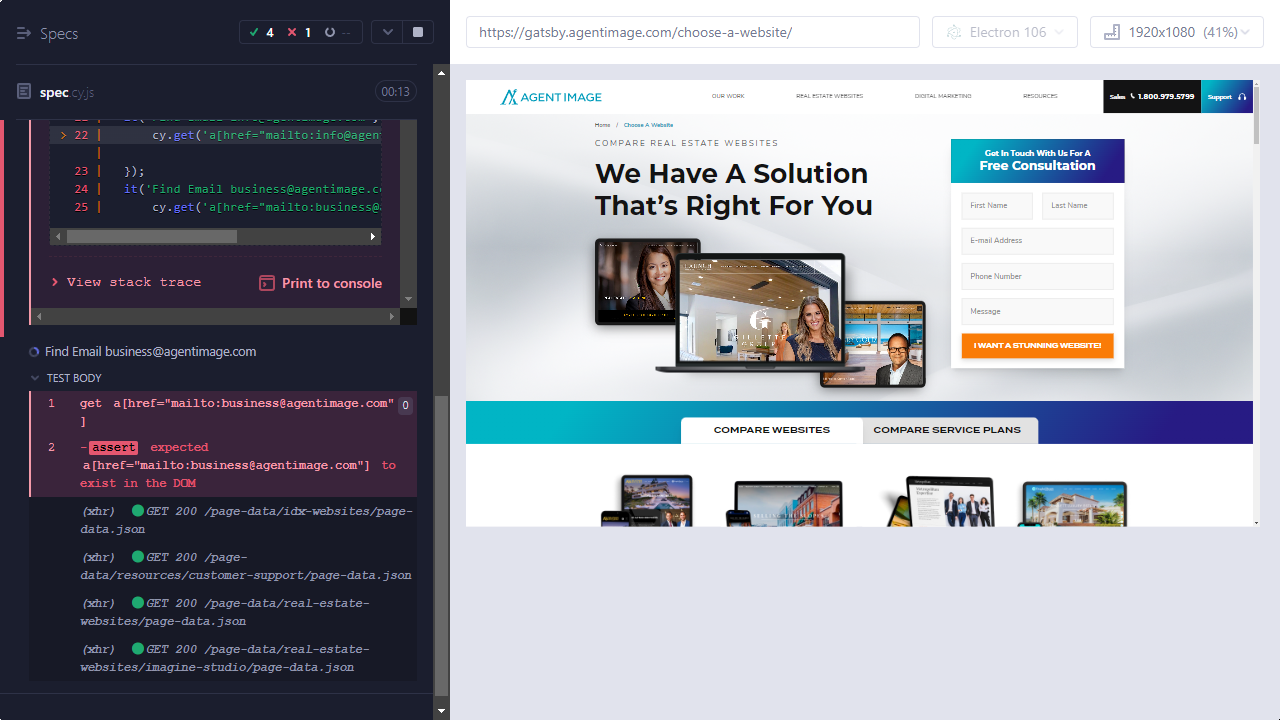 Specs
4
1
--
spec.cy.js
00:13
> 22 | cy.get('a[href="mailto:info@agent
|
23 | });
24 | it('Find Email business@agentimage.co
25 | cy.get('a[href="mailto:business@a
View stack trace
Print to console
Find Email business@agentimage.com
TEST BODY
1 get a[href="mailto:business@agentimage.com" 0
]
2 -assert expected
a[href="mailto:business@agentimage.com"] to
exist in the DOM
(xhr) GET 200 /page-data/idx-websites/page-
data.json
(xhr) GET 200 /page-
data/resources/customer-support/page-data.json
(xhr) GET 200 /page-data/real-estate-
websites/page-data.json
(xhr) GET 200 /page-data/real-estate-
websites/imagine-studio/page-data.json
https://gatsby.agentimage.com/choose-a-website/
Electron 106
1920x1080 (41%)
AGENT IMAGE
OUR WORK
REAL ESTATE WEBSITES
DIGITAL MARKETING
RESOURCES
Sales 1.800.979.5799
Support
Home / Choose A Website
COMPARE REAL ESTATE WEBSITES
We Have A Solution
That's Right For You
GILLETTE
GROUP
Get In Touch With Us For A
Free Consultation
First Name
Last Name
E-mail Address
Phone Number
Message
I WANT A STUNNING WEBSITE!
COMPARE WEBSITES
COMPARE SERVICE PLANS